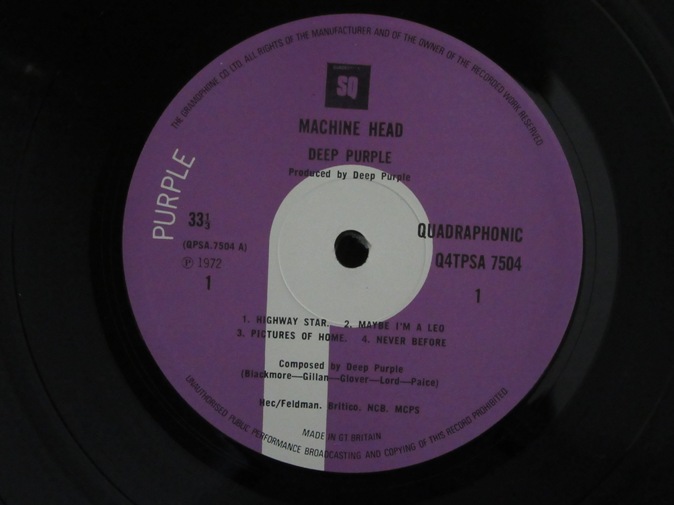 THE GRAMOPHONE CO LTD. ALL RIGHTS OF THE MANUFACTURER AND OF THE OWNER OF THE RECORDED WORK RESERVED
SQ
MACHINE HEAD
DEEP PURPLE
Produced by Deep Purple
PURPLE
33⅓
QUADRAPHONIC
(QPSA.7504 A)
Q4TPSA 7504
℗ 1972
1
1
1. HIGHWAY STAR. 2. MAYBE I'M A LEO
3. PICTURES OF HOME. 4. NEVER BEFORE
Composed by Deep Purple
(Blackmore—Gillan—Glover—Lord—Paice)
Hec/Feldman. Britico, NCB, MCPS
MADE IN GT BRITAIN
UNAUTHORISED PUBLIC PERFORMANCE BROADCASTING AND COPYING OF THIS RECORD PROHIBITED